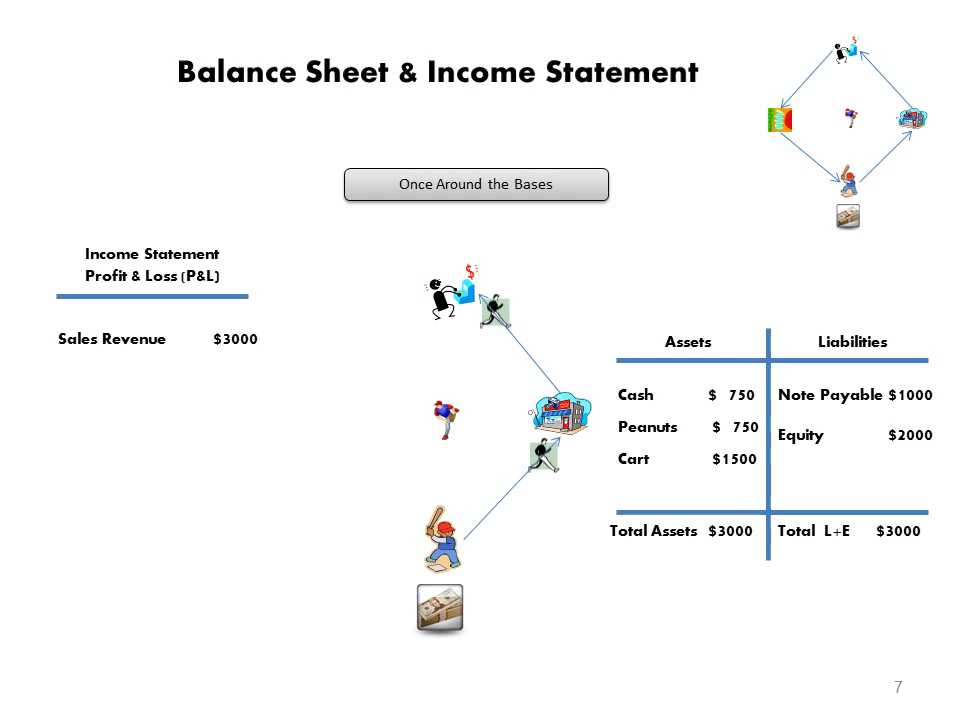 Balance Sheet & Income Statement
Once Around the Bases
Income Statement
Profit & Loss (P&L)
Sales Revenue $3000
$
$
Assets Liabilities
Cash $ 750 Note Payable $1000
Peanuts $ 750
Equity $2000
Cart $1500
Total Assets $3000 Total L+E $3000
7